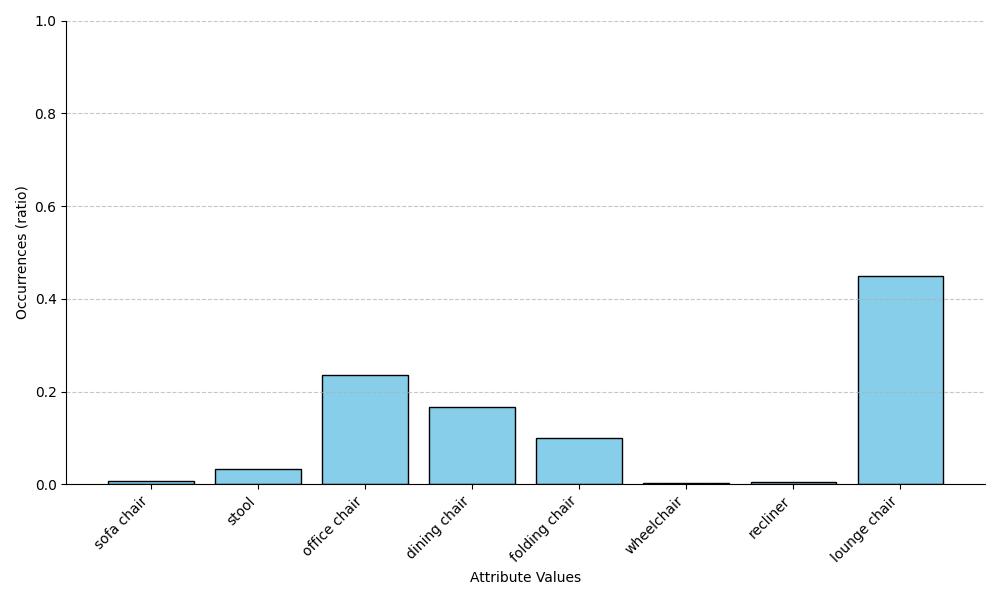 1.0
0.8
0.6
0.4
0.2
0.0
Occurrences (ratio)
sofa chair
stool
office chair
dining chair
folding chair
wheelchair
recliner
lounge chair
Attribute Values